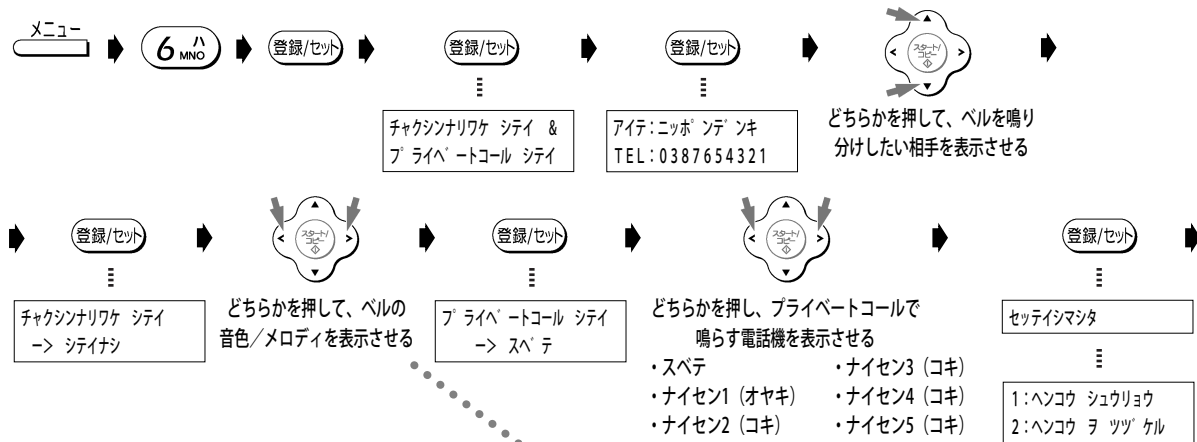 メニュー
6 ハ MNO
登録/セット
登録/セット
チャクシンナリワケ シテイ &
プライベートコール シテイ
登録/セット
アイテ:ニッポンデンキ
TEL:0387654321
スタート/コピー
どちらかを押して、ベルを鳴り
分けしたい相手を表示させる
登録/セット
チャクシンナリワケ シテイ
−> シテイナシ
スタート/コピー
どちらかを押して、ベルの
音色／メロディを表示させる
登録/セット
プライベートコール シテイ
−> スベテ
スタート/コピー
どちらかを押し、プライベートコールで
鳴らす電話機を表示させる
・スベテ
・ナイセン1（オヤキ）
・ナイセン2（コキ）
・ナイセン3（コキ）
・ナイセン4（コキ）
・ナイセン5（コキ）
登録/セット
セッテイシマシタ
1:ヘンコウ シュウリョウ
2:ヘンコウ ヲ ツヅケル